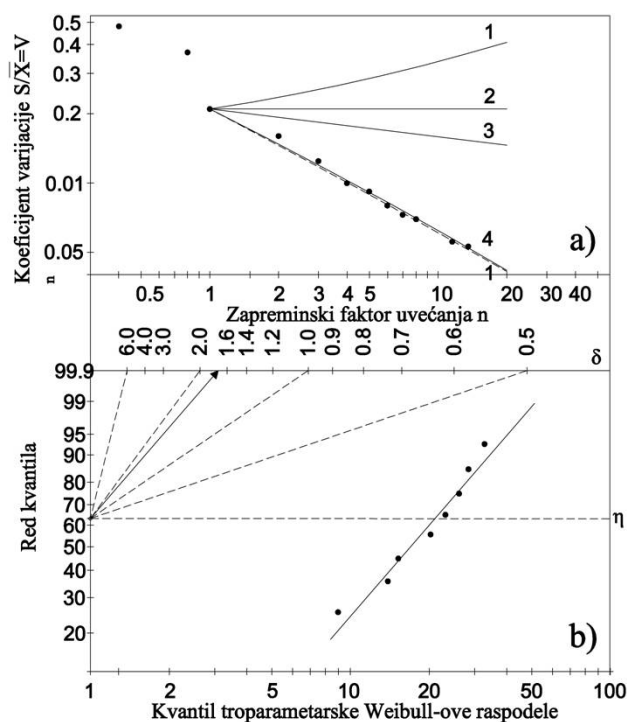 Koeficijent varijacije S/X̅=V
n
0.5
0.4
0.3
0.2
0.01
0.05
1
2
3
4
1
a)
0.5 1 2 3 4 5 10 20 30 40
Zapreminski faktor uvećanja n
6.0 4.0 3.0 2.0 1.6 1.4 1.2 1.0 0.9 0.8 0.7 0.6 0.5 δ
Red kvantila
99.9
99
95
90
80
70
60
50
40
30
20
η
b)
1 2 5 10 20 50 100
Kvantil troparametarske Weibull-ove raspodele